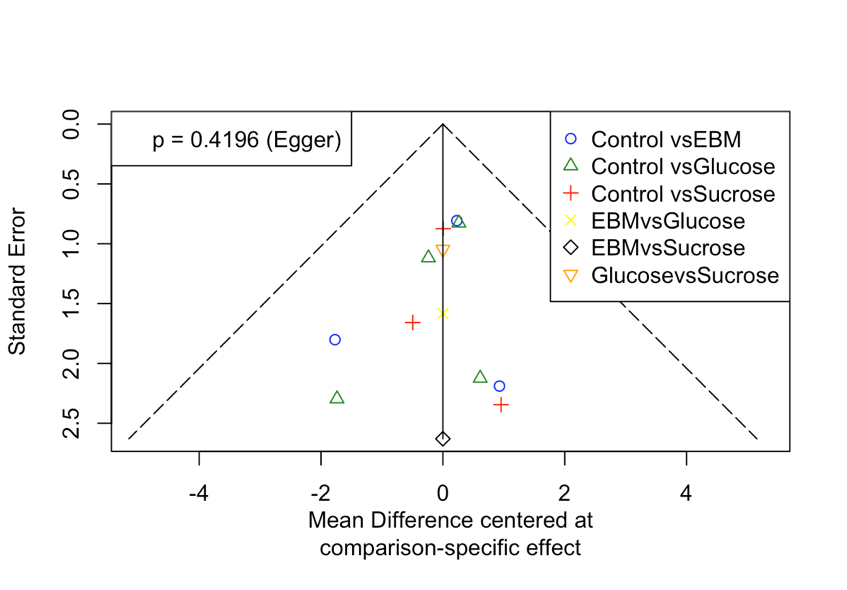 p = 0.4196 (Egger)
Control vsEBM
Control vsGlucose
Control vsSucrose
EBMvsGlucose
EBMvsSucrose
GlucosevsSucrose
Standard Error
0.0
0.5
1.0
1.5
2.0
2.5
-4 -2 0 2 4
Mean Difference centered at
comparison-specific effect